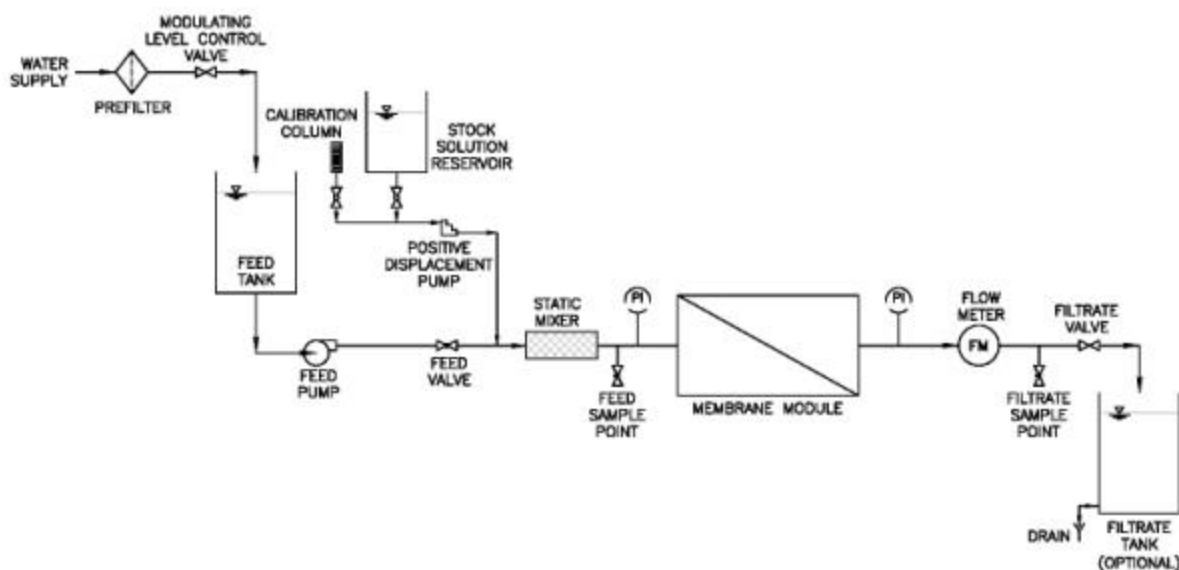 MODULATING
LEVEL CONTROL
VALVE
WATER
SUPPLY
PREFILTER
CALIBRATION
COLUMN
STOCK
SOLUTION
RESERVOIR
FEED
TANK
POSITIVE
DISPLACEMENT
PUMP
STATIC
MIXER
PI
PI
FLOW
METER
FILTRATE
VALVE
FM
FEED
PUMP
FEED
VALVE
FEED
SAMPLE
POINT
MEMBRANE MODULE
FILTRATE
SAMPLE
POINT
DRAIN
FILTRATE
TANK
(OPTIONAL)